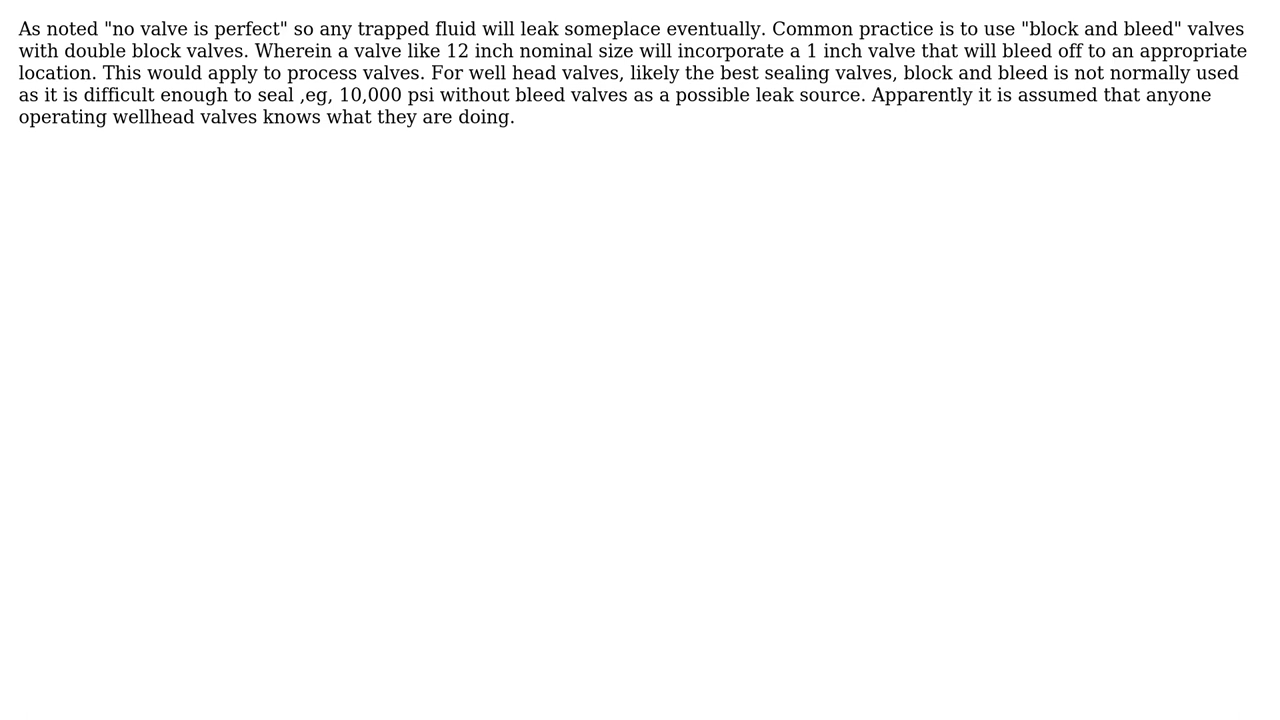 As noted "no valve is perfect" so any trapped fluid will leak someplace eventually. Common practice is to use "block and bleed" valves
with double block valves. Wherein a valve like 12 inch nominal size will incorporate a 1 inch valve that will bleed off to an appropriate
location. This would apply to process valves. For well head valves, likely the best sealing valves, block and bleed is not normally used
as it is difficult enough to seal ,eg, 10,000 psi without bleed valves as a possible leak source. Apparently it is assumed that anyone
operating wellhead valves knows what they are doing.